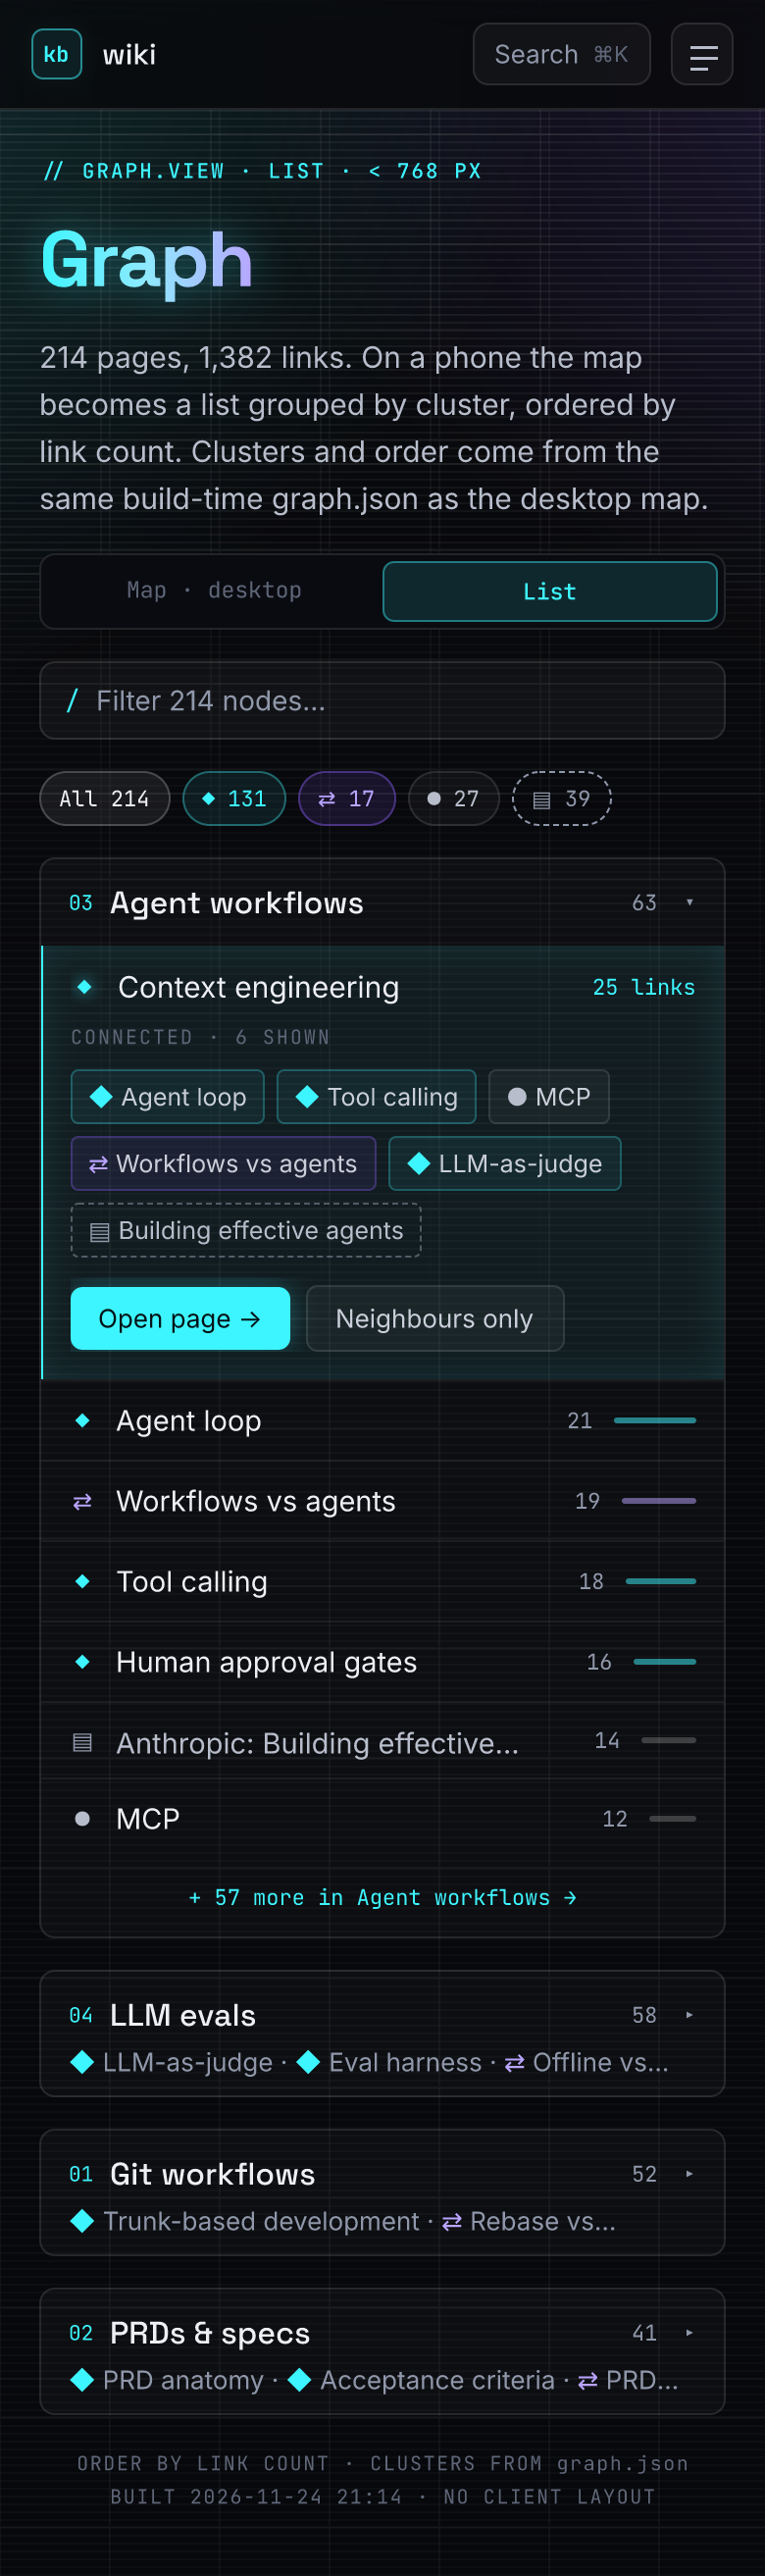 kb wiki Search ⌘K
// GRAPH.VIEW · LIST · < 768 PX
Graph
214 pages, 1,382 links. On a phone the map
becomes a list grouped by cluster, ordered by
link count. Clusters and order come from the
same build-time graph.json as the desktop map.
Map · desktop List
/ Filter 214 nodes...
All 214 ◆ 131 ⇄ 17 ● 27 ▤ 39
03 Agent workflows 63 ▾
◆ Context engineering 25 links
CONNECTED · 6 SHOWN
◆ Agent loop ◆ Tool calling ● MCP
⇄ Workflows vs agents ◆ LLM-as-judge
▤ Building effective agents
Open page → Neighbours only
◆ Agent loop 21
⇄ Workflows vs agents 19
◆ Tool calling 18
◆ Human approval gates 16
▤ Anthropic: Building effective... 14
● MCP 12
+ 57 more in Agent workflows →
04 LLM evals 58 ▸
◆ LLM-as-judge · ◆ Eval harness · ⇄ Offline vs...
01 Git workflows 52 ▸
◆ Trunk-based development · ⇄ Rebase vs...
02 PRDs & specs 41 ▸
◆ PRD anatomy · ◆ Acceptance criteria · ⇄ PRD...
ORDER BY LINK COUNT · CLUSTERS FROM graph.json
BUILT 2026-11-24 21:14 · NO CLIENT LAYOUT